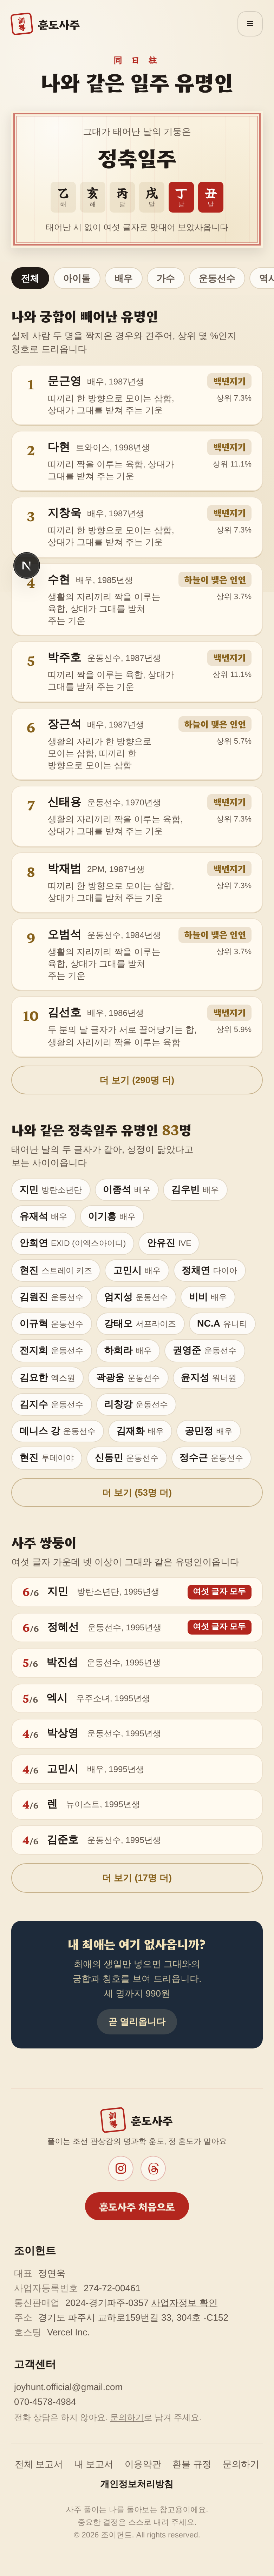 훈도사주
同 日 柱
나와 같은 일주 유명인
그대가 태어난 날의 기둥은
정축일주
乙 亥 丙 戌 丁 丑
해 해 달 달 날 날
태어난 시 없이 여섯 글자로 맞대어 보았사옵니다
전체 아이돌 배우 가수 운동선수 역사
나와 궁합이 빼어난 유명인
실제 사람 두 명을 짝지은 경우와 견주어, 상위 몇 %인지
칭호로 드리옵니다
1 문근영 배우, 1987년생 백년지기
띠끼리 한 방향으로 모이는 삼합, 상위 7.3%
상대가 그대를 받쳐 주는 기운
2 다현 트와이스, 1998년생 백년지기
띠끼리 짝을 이루는 육합, 상대가 상위 11.1%
그대를 받쳐 주는 기운
3 지창욱 배우, 1987년생 백년지기
띠끼리 한 방향으로 모이는 삼합, 상위 7.3%
상대가 그대를 받쳐 주는 기운
N
4 수현 배우, 1985년생 하늘이 맺은 인연
생활의 자리끼리 짝을 이루는 상위 3.7%
육합, 상대가 그대를 받쳐
주는 기운
5 박주호 운동선수, 1987년생 백년지기
띠끼리 짝을 이루는 육합, 상대가 상위 11.1%
그대를 받쳐 주는 기운
6 장근석 배우, 1987년생 하늘이 맺은 인연
생활의 자리가 한 방향으로 상위 5.7%
모이는 삼합, 띠끼리 한
방향으로 모이는 삼합
7 신태용 운동선수, 1970년생 백년지기
생활의 자리끼리 짝을 이루는 육합, 상위 7.3%
상대가 그대를 받쳐 주는 기운
8 박재범 2PM, 1987년생 백년지기
띠끼리 한 방향으로 모이는 삼합, 상위 7.3%
상대가 그대를 받쳐 주는 기운
9 오범석 운동선수, 1984년생 하늘이 맺은 인연
생활의 자리끼리 짝을 이루는 상위 3.7%
육합, 상대가 그대를 받쳐
주는 기운
10 김선호 배우, 1986년생 백년지기
두 분의 날 글자가 서로 끌어당기는 합, 상위 5.9%
생활의 자리끼리 짝을 이루는 육합
더 보기 (290명 더)
나와 같은 정축일주 유명인 83명
태어난 날의 두 글자가 같아, 성정이 닮았다고
보는 사이이옵니다
지민 방탄소년단 이종석 배우 김우빈 배우
유재석 배우 이기홍 배우
안희연 EXID (이엑스아이디) 안유진 IVE
현진 스트레이 키즈 고민시 배우 정채연 다이아
김원진 운동선수 엄지성 운동선수 비비 배우
이규혁 운동선수 강태오 서프라이즈 NC.A 유니티
전지희 운동선수 하희라 배우 권영준 운동선수
김요한 엑스원 곽광웅 운동선수 윤지성 워너원
김지수 운동선수 리창강 운동선수
데니스 강 운동선수 김재화 배우 공민정 배우
현진 투데이야 신동민 운동선수 정수근 운동선수
더 보기 (53명 더)
사주 쌍둥이
여섯 글자 가운데 넷 이상이 그대와 같은 유명인이옵니다
6/6 지민 방탄소년단, 1995년생 여섯 글자 모두
6/6 정혜선 운동선수, 1995년생 여섯 글자 모두
5/6 박진섭 운동선수, 1995년생
5/6 엑시 우주소녀, 1995년생
4/6 박상영 운동선수, 1995년생
4/6 고민시 배우, 1995년생
4/6 렌 뉴이스트, 1995년생
4/6 김준호 운동선수, 1995년생
더 보기 (17명 더)
내 최애는 여기 없사옵니까?
최애의 생일만 넣으면 그대와의
궁합과 칭호를 보여 드리옵니다.
세 명까지 990원
곧 열리옵니다
훈도사주
풀이는 조선 관상감의 명과학 훈도, 정 훈도가 맡아요
훈도사주 처음으로
조이헌트
대표 정연욱
사업자등록번호 274-72-00461
통신판매업 2024-경기파주-0357 사업자정보 확인
주소 경기도 파주시 교하로159번길 33, 304호 -C152
호스팅 Vercel Inc.
고객센터
joyhunt.official@gmail.com
070-4578-4984
전화 상담은 하지 않아요. 문의하기로 남겨 주세요.
전체 보고서 내 보고서 이용약관 환불 규정 문의하기
개인정보처리방침
사주 풀이는 나를 돌아보는 참고용이에요.
중요한 결정은 스스로 내려 주세요.
© 2026 조이헌트. All rights reserved.